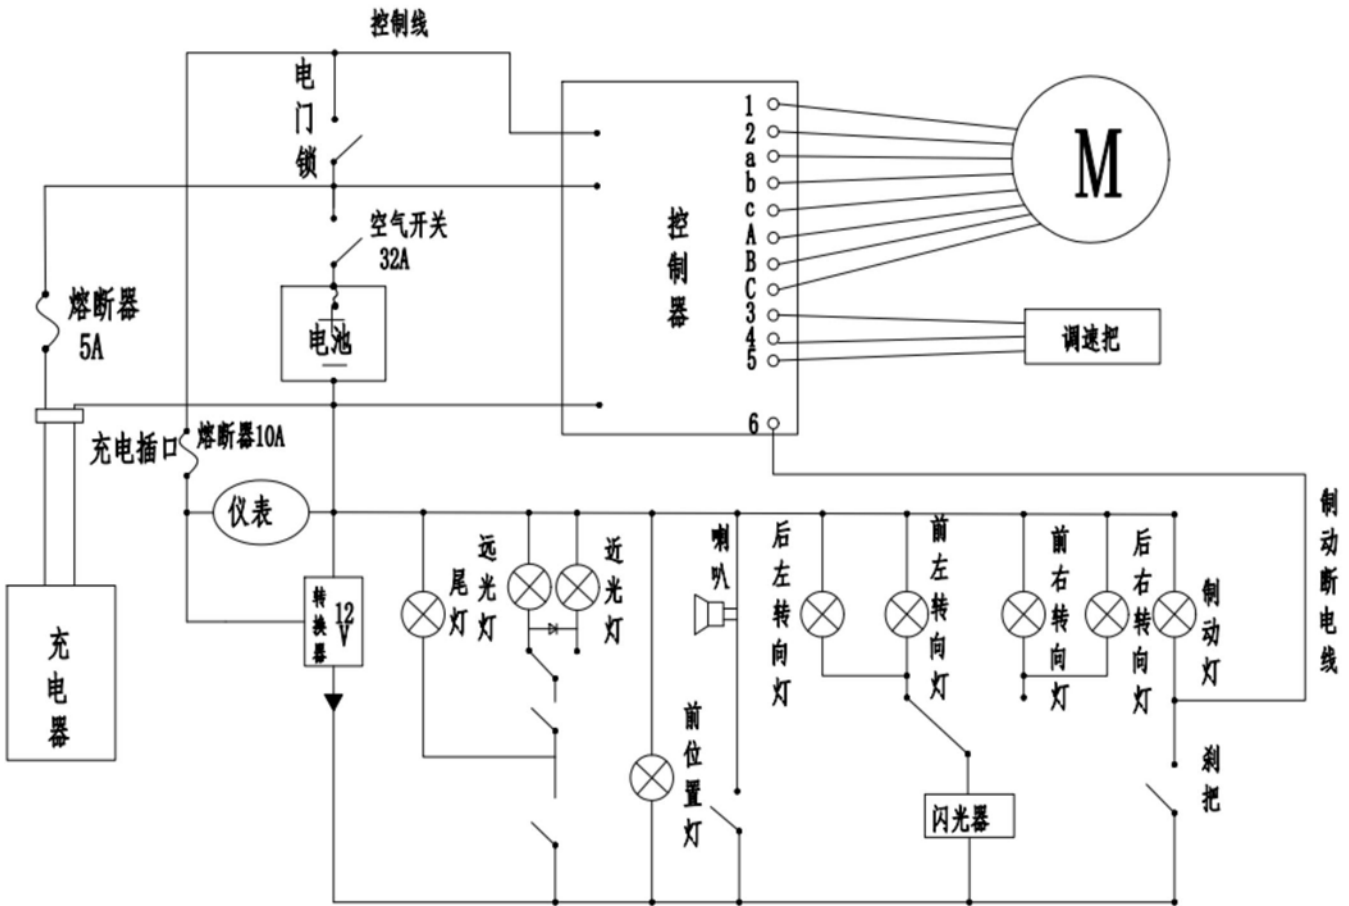 控制线
电门锁
空气开关
32A
熔断器
5A
电池
充电插口
熔断器10A
仪表
转换器
12
V
充电器
控制器
1
2
a
b
c
A
B
C
3
4
5
6
M
调速把
制动断电线
尾灯
远光灯
近光灯
前位置灯
喇叭
后左转向灯
前左转向灯
前右转向灯
后右转向灯
制动灯
刹把
闪光器